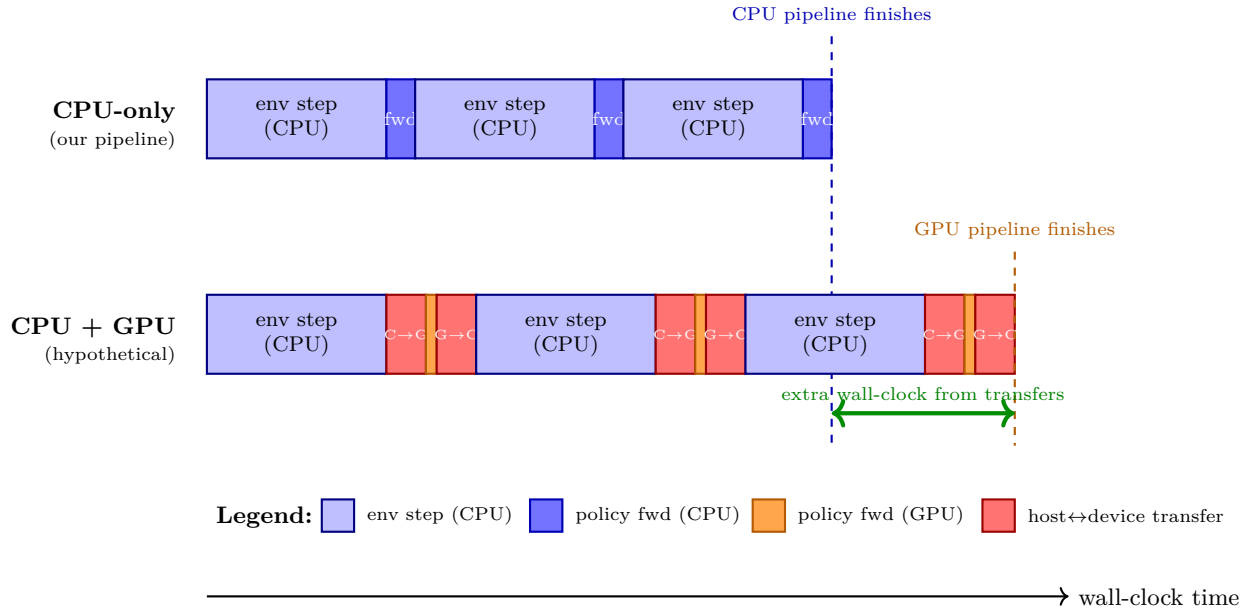 CPU pipeline finishes
CPU-only
(our pipeline)
env step
(CPU)
fwd
env step
(CPU)
fwd
env step
(CPU)
fwd
GPU pipeline finishes
CPU + GPU
(hypothetical)
env step
(CPU)
C→G
G→C
env step
(CPU)
C→G
G→C
env step
(CPU)
C→G
G→C
extra wall-clock from transfers
Legend:
env step (CPU)
policy fwd (CPU)
policy fwd (GPU)
host↔device transfer
wall-clock time